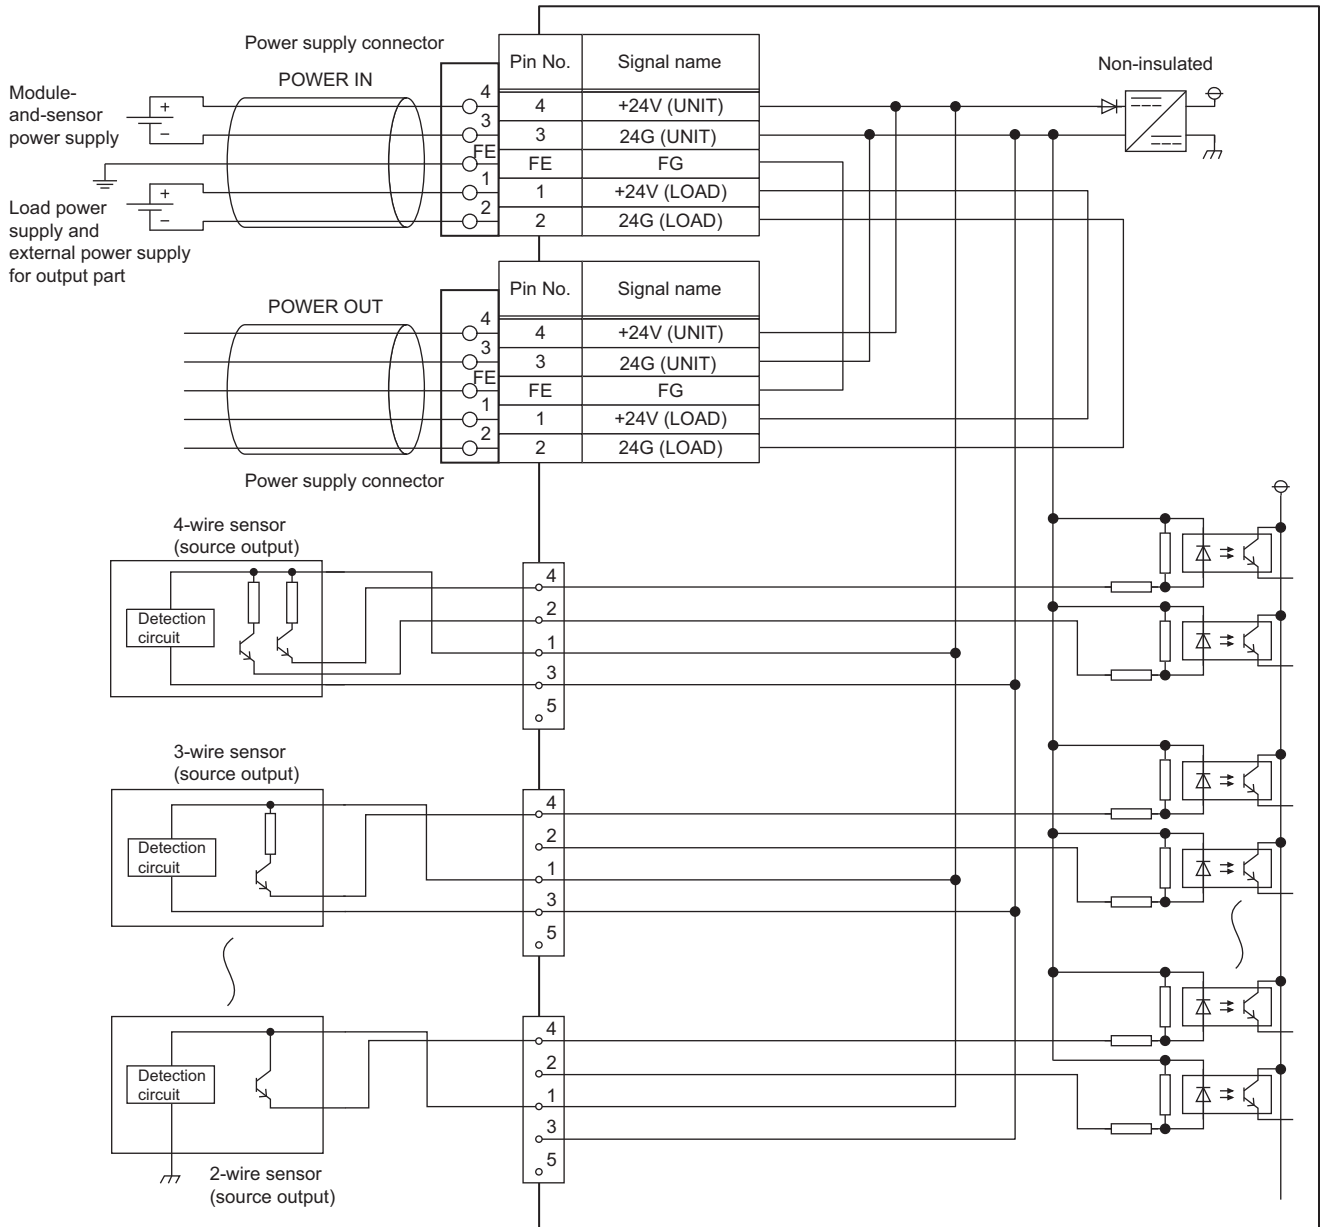 Power supply connector
POWER IN
Module-
and-sensor
power supply
+
−
Load power
supply and
external power supply
for output part
+
−
4
3
FE
1
2
Pin No. Signal name
4 +24V (UNIT)
3 24G (UNIT)
FE FG
1 +24V (LOAD)
2 24G (LOAD)
Non-insulated
POWER OUT
4
3
FE
1
2
Pin No. Signal name
4 +24V (UNIT)
3 24G (UNIT)
FE FG
1 +24V (LOAD)
2 24G (LOAD)
Power supply connector
4-wire sensor
(source output)
Detection
circuit
4
2
1
3
5
3-wire sensor
(source output)
Detection
circuit
4
2
1
3
5
Detection
circuit
2-wire sensor
(source output)
4
2
1
3
5